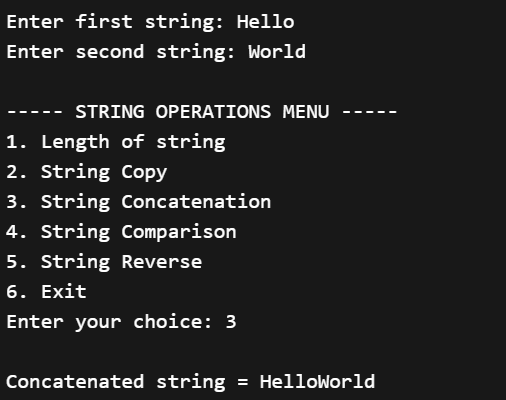 Enter first string: Hello
Enter second string: World
----- STRING OPERATIONS MENU -----
1. Length of string
2. String Copy
3. String Concatenation
4. String Comparison
5. String Reverse
6. Exit
Enter your choice: 3
Concatenated string = HelloWorld